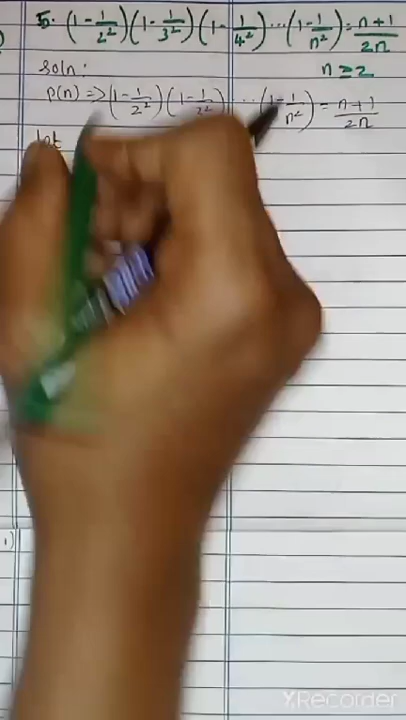 5. (1-1/2²)(1-1/3²)(1-1/4²)...(1-1/n²)=n+1/2n
n ≥ 2
Soln:
P(n) => (1-1/2²)(1-1/3²)...(1-1/n²) = n+1/2n
let
1)
YRecorder